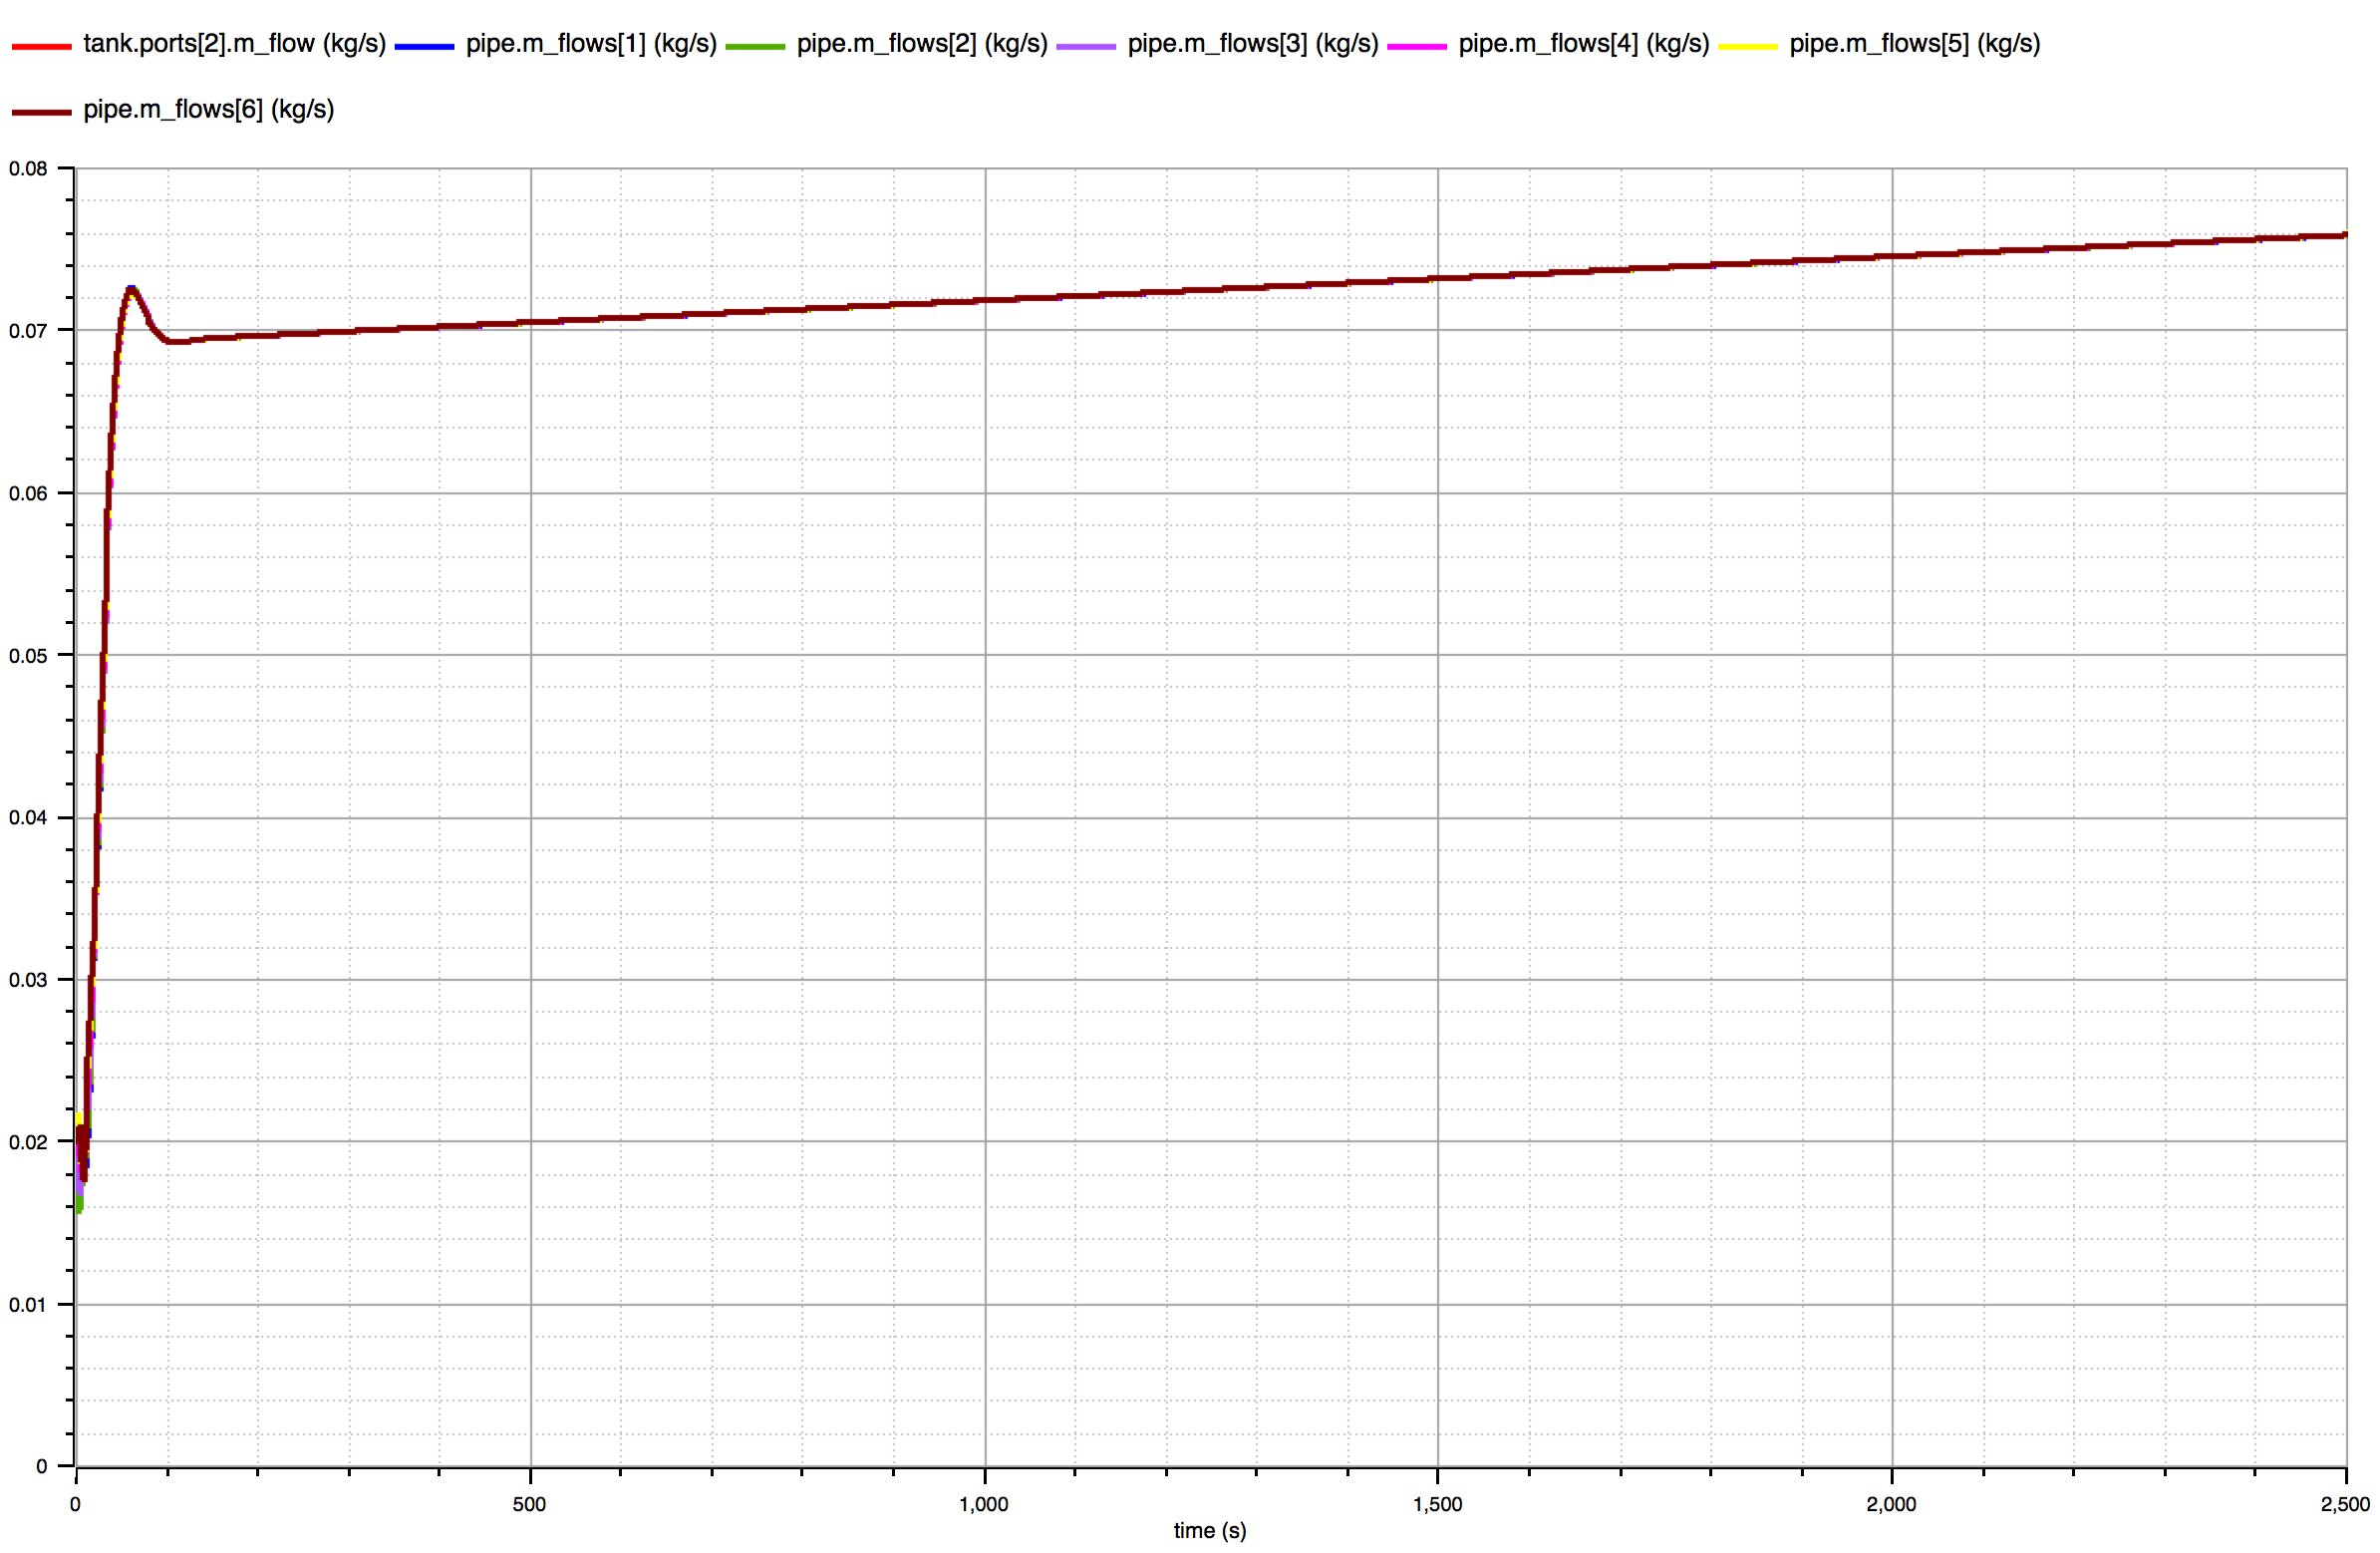 tank.ports[2].m_flow (kg/s) pipe.m_flows[1] (kg/s) pipe.m_flows[2] (kg/s) pipe.m_flows[3] (kg/s) pipe.m_flows[4] (kg/s) pipe.m_flows[5] (kg/s)
pipe.m_flows[6] (kg/s)
0.08
0.07
0.06
0.05
0.04
0.03
0.02
0.01
0
0 500 1,000 1,500 2,000 2,500
time (s)